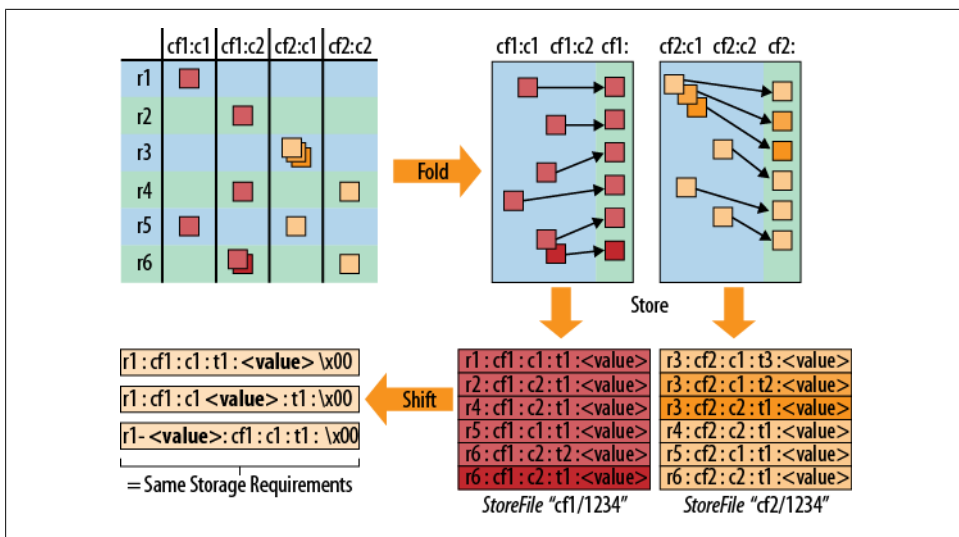 cf1:c1 cf1:c2 cf2:c1 cf2:c2
r1
r2
r3
r4
r5
r6
Fold
cf1:c1 cf1:c2 cf1:
cf2:c1 cf2:c2 cf2:
Store
r1 : cf1 : c1 : t1 : <value> \x00
r1 : cf1 : c1 <value> : t1 : \x00
r1- <value>: cf1 : c1 : t1 : \x00
= Same Storage Requirements
Shift
r1 : cf1 : c1 : t1 :<value>
r2 : cf1 : c2 : t1 :<value>
r4 : cf1 : c2 : t1 :<value>
r5 : cf1 : c1 : t1 :<value>
r6 : cf1 : c2 : t2 :<value>
r6 : cf1 : c2 : t1 :<value>
StoreFile “cf1/1234”
r3 : cf2 : c1 : t3 :<value>
r3 : cf2 : c1 : t2 :<value>
r3 : cf2 : c2 : t1 :<value>
r4 : cf2 : c2 : t1 :<value>
r5 : cf2 : c1 : t1 :<value>
r6 : cf2 : c2 : t1 :<value>
StoreFile “cf2/1234”